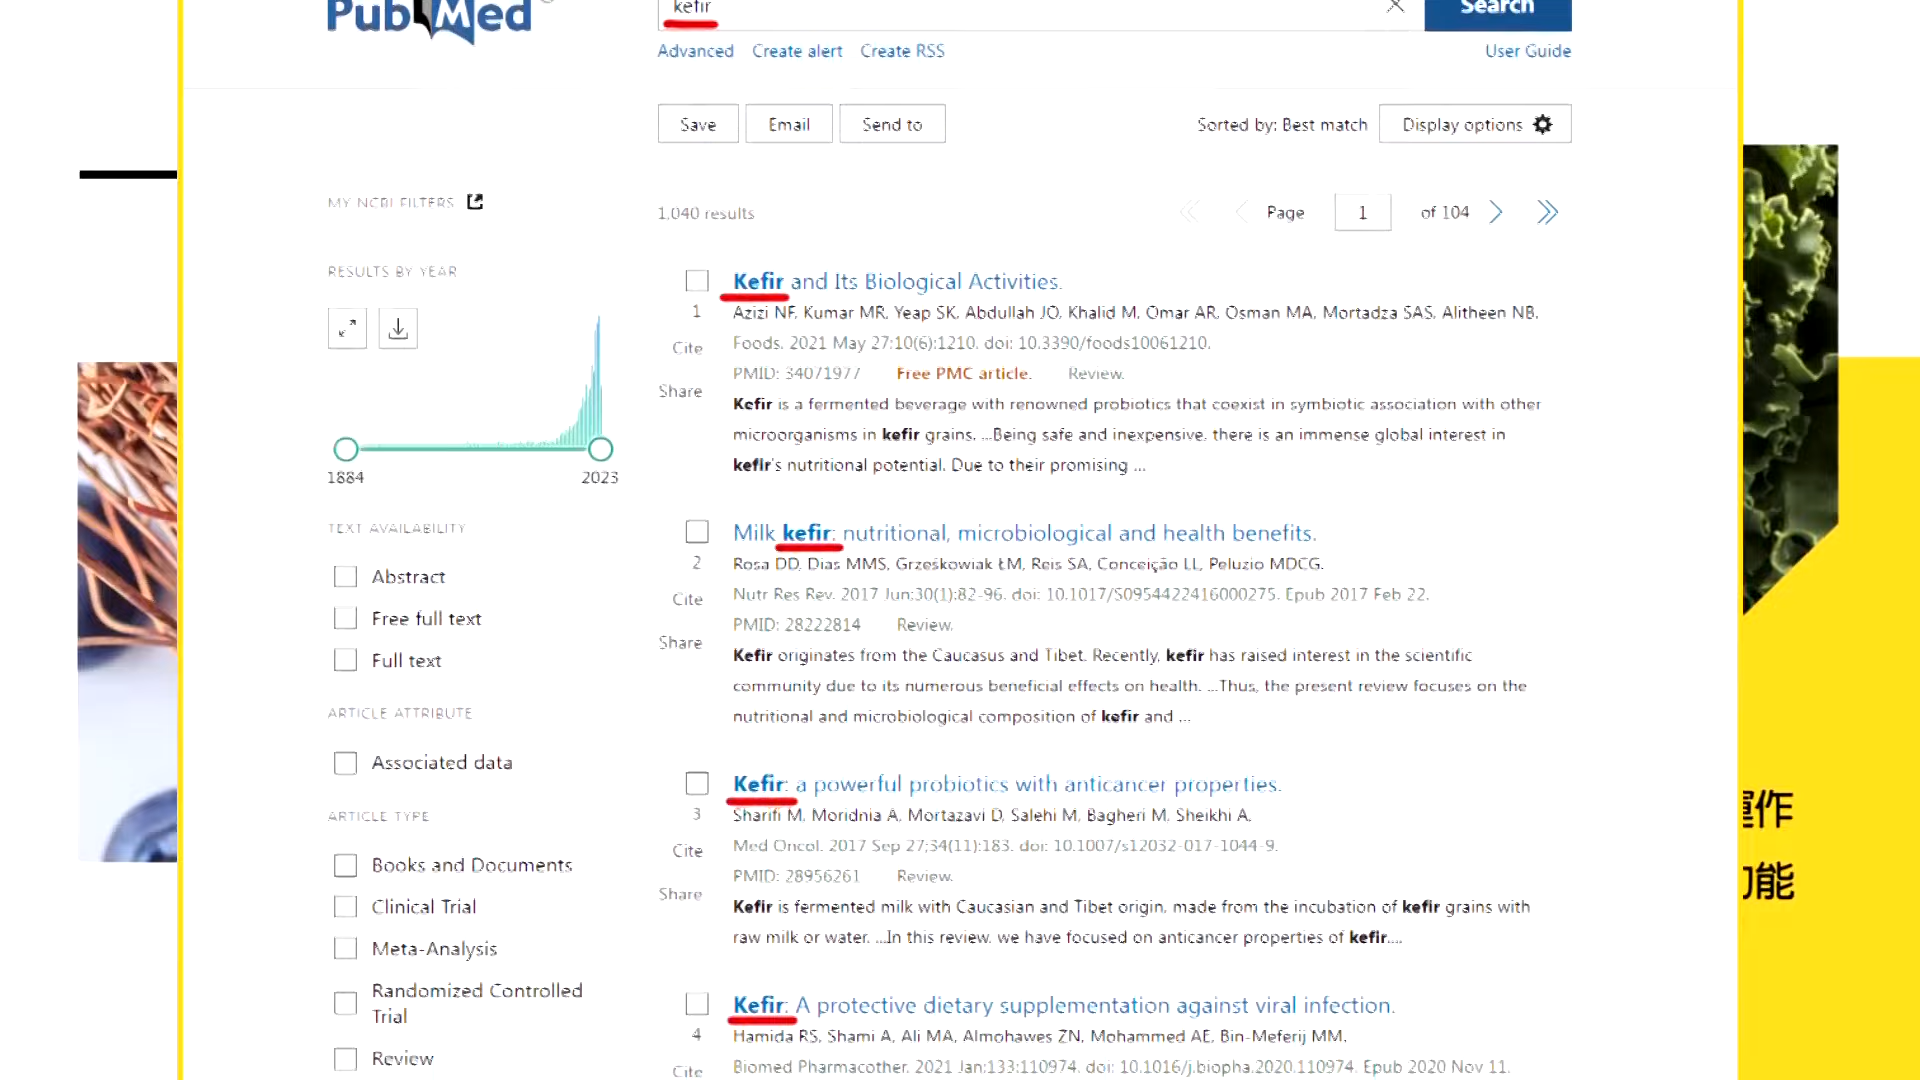 PubMed
kefir
Search
Advanced Create alert Create RSS User Guide
Save Email Send to Sorted by: Best match Display options
MY NCBI FILTERS
1,040 results Page 1 of 104
RESULTS BY YEAR
1884 2023
TEXT AVAILABILITY
Abstract
Free full text
Full text
ARTICLE ATTRIBUTE
Associated data
ARTICLE TYPE
Books and Documents
Clinical Trial
Meta-Analysis
Randomized Controlled
Trial
Review
Kefir and Its Biological Activities.
1 Azizi NF, Kumar MR, Yeap SK, Abdullah JO, Khalid M, Omar AR, Osman MA, Mortadza SAS, Alitheen NB.
Cite Foods. 2021 May 27;10(6):1210. doi: 10.3390/foods10061210.
PMID: 34071977 Free PMC article. Review.
Share
Kefir is a fermented beverage with renowned probiotics that coexist in symbiotic association with other
microorganisms in kefir grains. ...Being safe and inexpensive, there is an immense global interest in
kefir's nutritional potential. Due to their promising ...
Milk kefir: nutritional, microbiological and health benefits.
2 Rosa DD, Dias MMS, Grześkowiak ŁM, Reis SA, Conceição LL, Peluzio MDCG.
Cite Nutr Res Rev. 2017 Jun;30(1):82-96. doi: 10.1017/S0954422416000275. Epub 2017 Feb 22.
PMID: 28222814 Review.
Share
Kefir originates from the Caucasus and Tibet. Recently, kefir has raised interest in the scientific
community due to its numerous beneficial effects on health. ...Thus, the present review focuses on the
nutritional and microbiological composition of kefir and ...
Kefir: a powerful probiotics with anticancer properties.
3 Sharifi M, Moridnia A, Mortazavi D, Salehi M, Bagheri M, Sheikhi A.
Cite Med Oncol. 2017 Sep 27;34(11):183. doi: 10.1007/s12032-017-1044-9.
PMID: 28956261 Review.
Share
Kefir is fermented milk with Caucasian and Tibet origin, made from the incubation of kefir grains with
raw milk or water. ...In this review, we have focused on anticancer properties of kefir....
Kefir: A protective dietary supplementation against viral infection.
4 Hamida RS, Shami A, Ali MA, Almohawes ZN, Mohammed AE, Bin-Meferij MM.
Cite Biomed Pharmacother. 2021 Jan;133:110974. doi: 10.1016/j.biopha.2020.110974. Epub 2020 Nov 11.
作
能